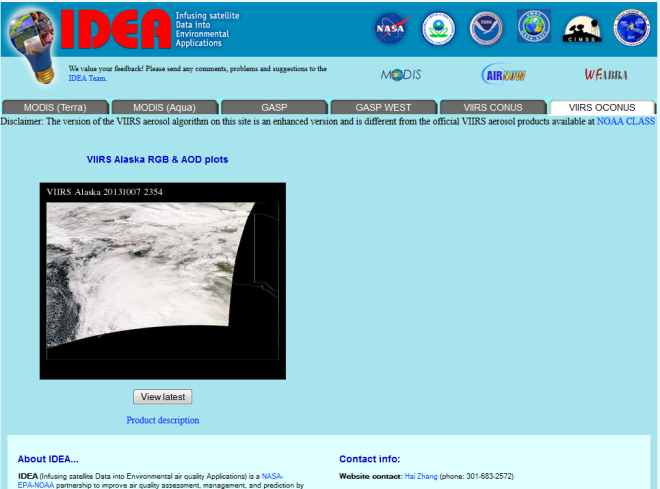 IDEA
Infusing satellite
Data into
Environmental
Applications
NASA
CIMSS
We value your feedback! Please send any comments, problems and suggestions to the
IDEA Team.
MODIS
AIRNOW
WFABBA
MODIS (Terra)
MODIS (Aqua)
GASP
GASP WEST
VIIRS CONUS
VIIRS OCONUS
Disclaimer: The version of the VIIRS aerosol algorithm on this site is an enhanced version and is different from the official VIIRS aerosol products available at NOAA CLASS
VIIRS Alaska RGB & AOD plots
VIIRS Alaska 20131007 2354
View latest
Product description
About IDEA...
IDEA (Infusing satellite Data into Environmental air quality Applications) is a NASA-
EPA-NOAA partnership to improve air quality assessment, management, and prediction by
Contact info:
Website contact: Hai Zhang (phone: 301-683-2572)